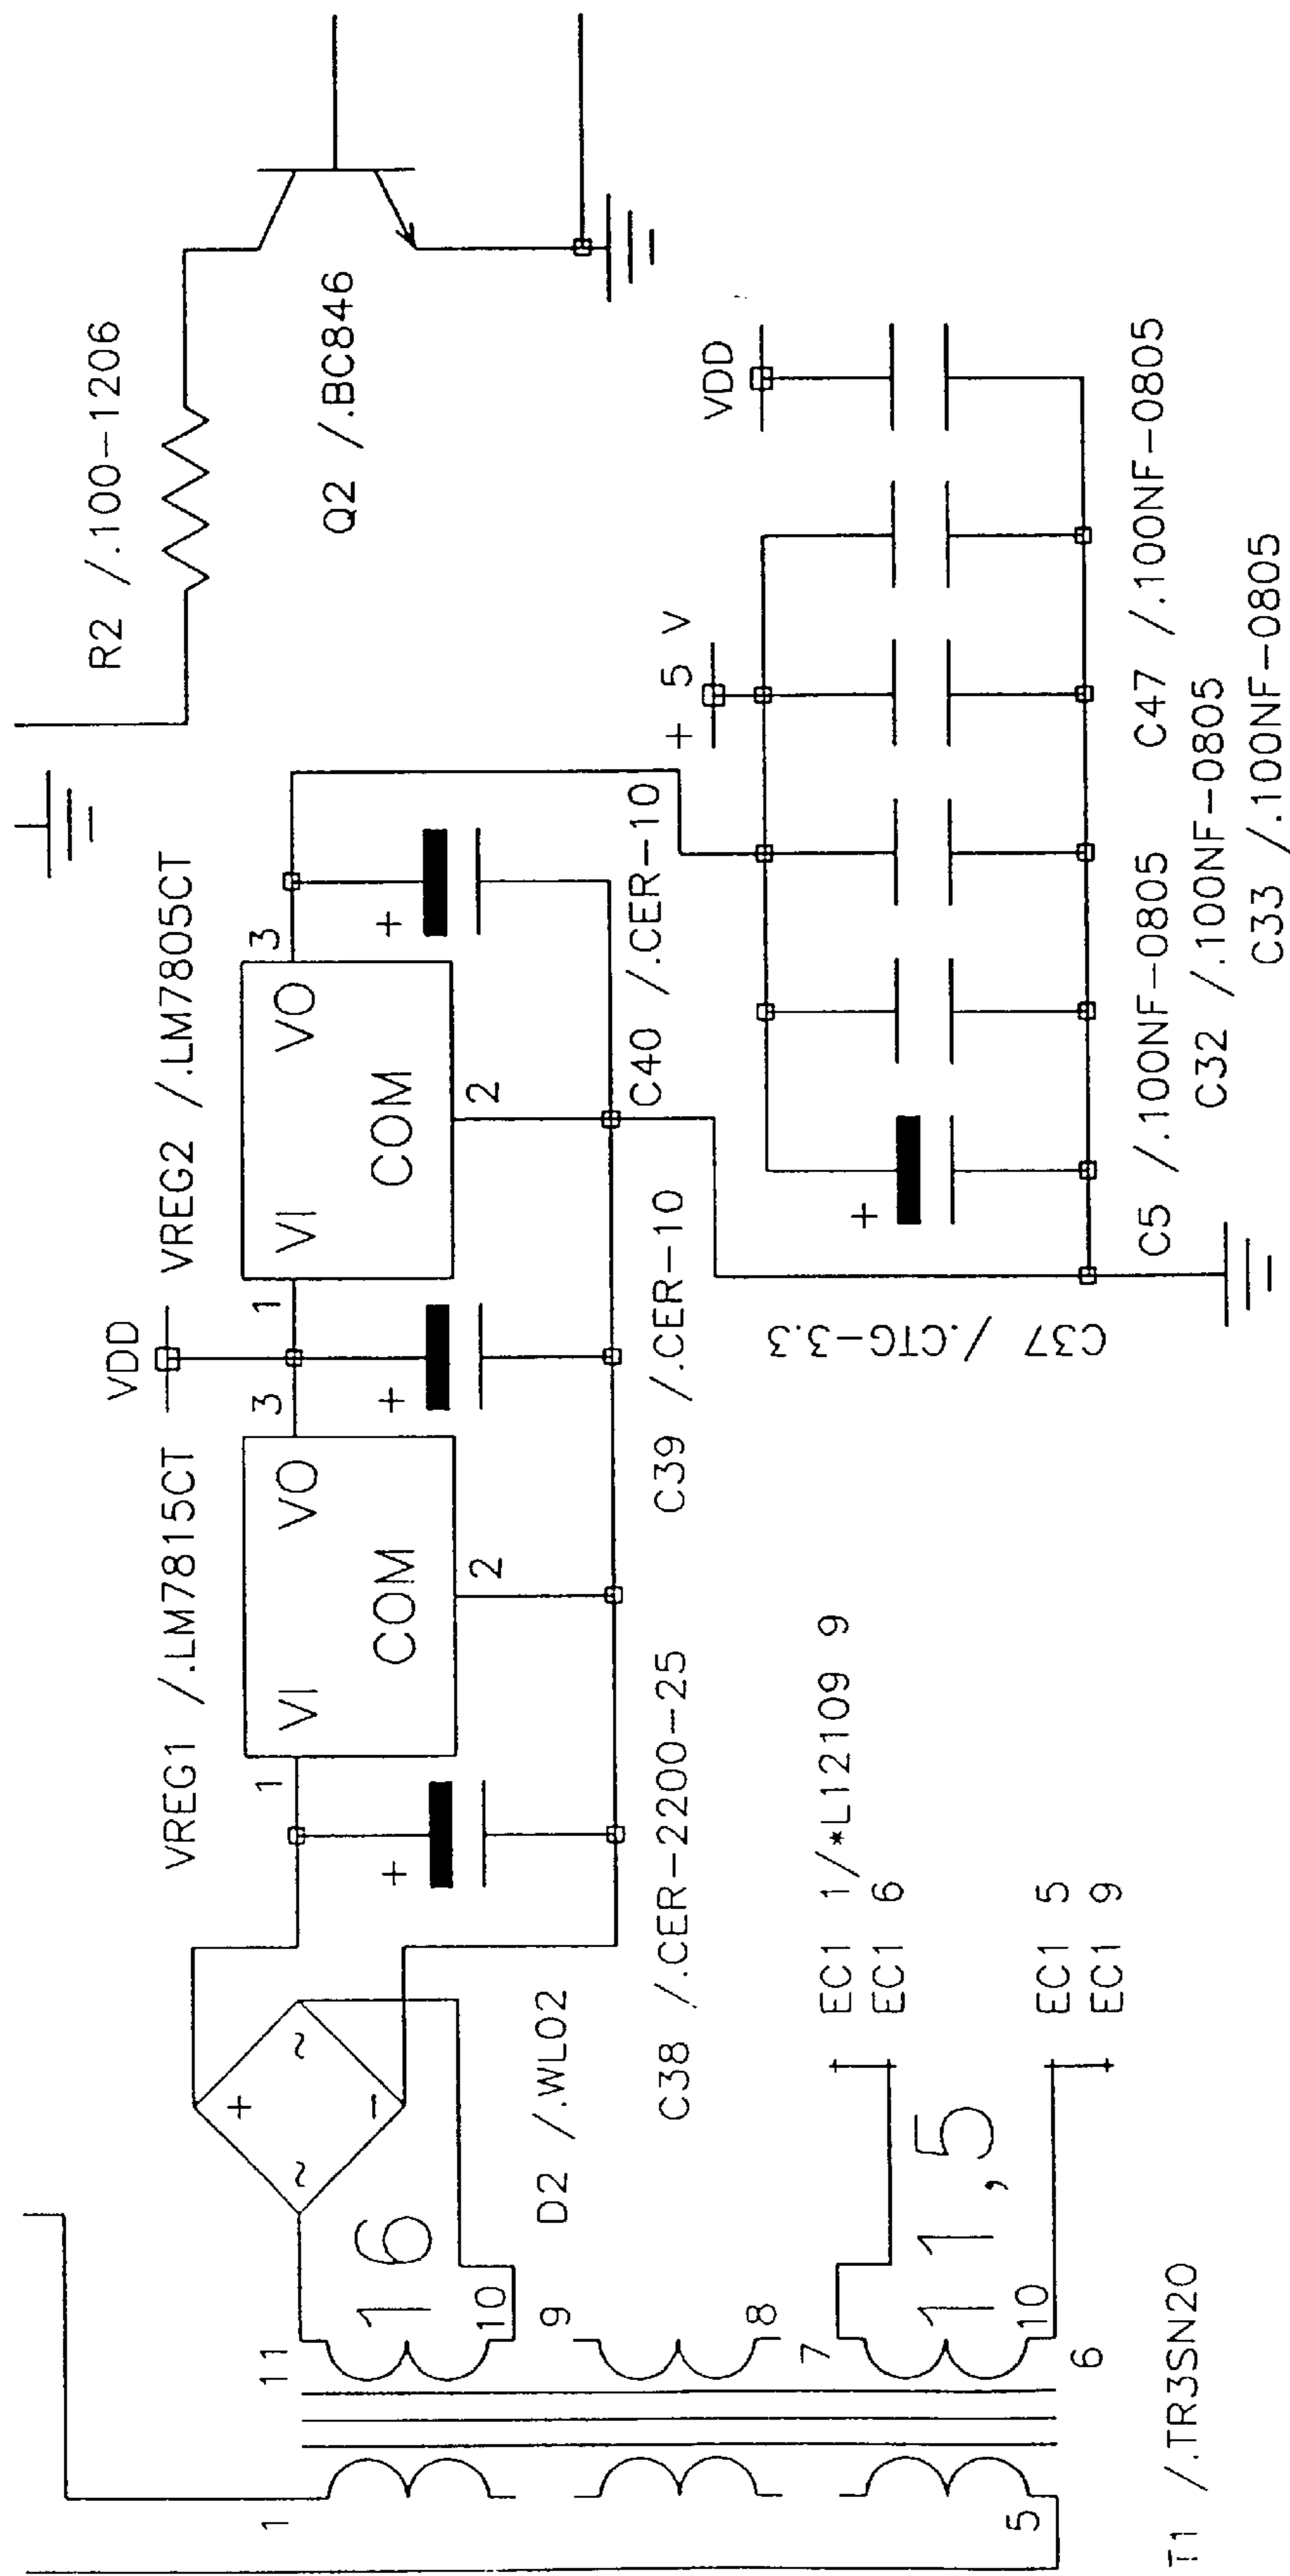 R2 /.100-1206
Q2 /.BC846
VREG1 /.LM7815CT
VDD
VREG2 /.LM7805CT
1
VI
VO
3
COM
2
1
VI
VO
3
COM
2
+
-
~
~
+
+
+
D2 /.WL02
C38 /.CER-2200-25
C39 /.CER-10
C40 /.CER-10
+ 5 V
VDD
+
C37 /.CTG-3.3
C5 /.100NF-0805
C47 /.100NF-0805
C32 /.100NF-0805
C33 /.100NF-0805
1
5
11
16
10
9
8
7
11,5
10
6
EC1 1/*L12109 9
EC1 6
EC1 5
EC1 9
T1 /.TR3SN20